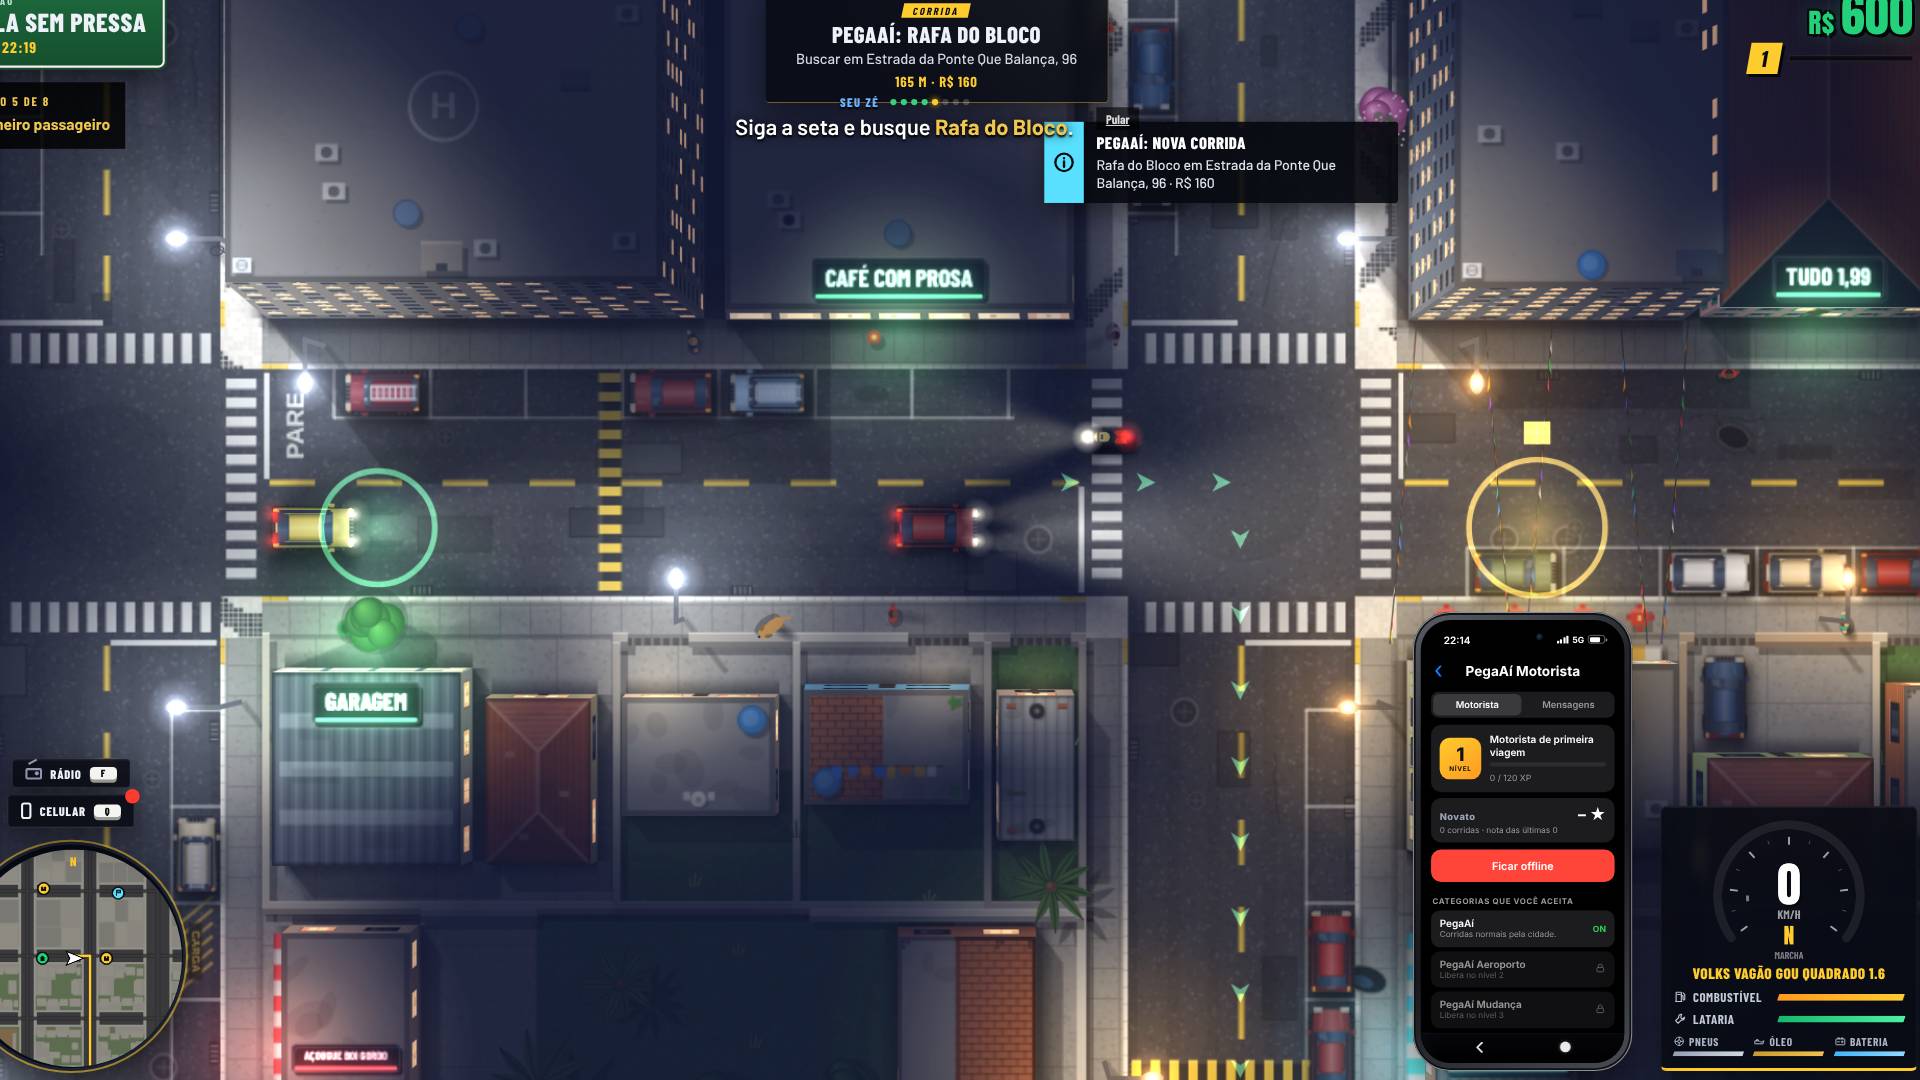 LA SEM PRESSA
22:19
O 5 DE 8
neiro passageiro
CORRIDA
PEGAAÍ: RAFA DO BLOCO
Buscar em Estrada da Ponte Que Balança, 96
165 M · R$ 160
SEU ZÉ
Siga a seta e busque Rafa do Bloco.
Pular
PEGAAÍ: NOVA CORRIDA
Rafa do Bloco em Estrada da Ponte Que
Balança, 96 · R$ 160
R$ 600
1
H
CAFÉ COM PROSA
TUDO 1,99
PARE
GARAGEM
RÁDIO F
CELULAR Q
N
CARGA
AÇOUGUE BOI GORDO
22:14
5G
PegaAí Motorista
Motorista
Mensagens
1
NÍVEL
Motorista de primeira
viagem
0 / 120 XP
Novato
– ★
0 corridas · nota das últimas 0
Ficar offline
CATEGORIAS QUE VOCÊ ACEITA
PegaAí
Corridas normais pela cidade.
ON
PegaAí Aeroporto
Libera no nível 2
PegaAí Mudança
Libera no nível 3
0
KM/H
N
MARCHA
VOLKS VAGÃO GOU QUADRADO 1.6
COMBUSTÍVEL
LATARIA
PNEUS
ÓLEO
BATERIA